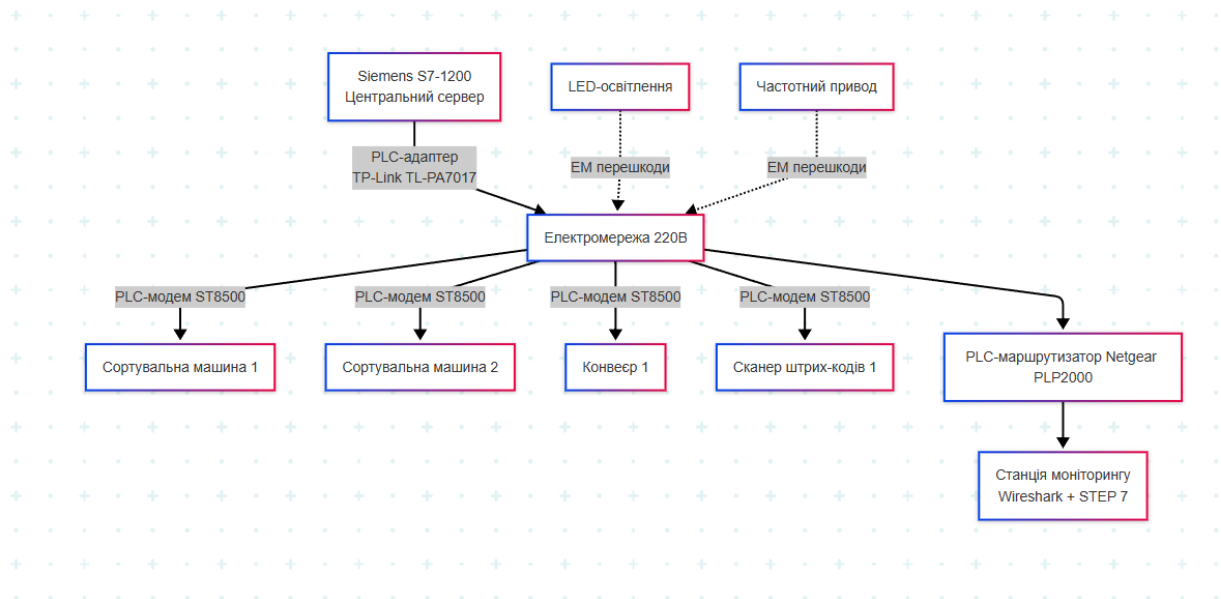 Siemens S7-1200
Центральний сервер
LED-освітлення
Частотний привод
PLC-адаптер
TP-Link TL-PA7017
ЕМ перешкоди
ЕМ перешкоди
Електромережа 220В
PLC-модем ST8500
PLC-модем ST8500
PLC-модем ST8500
PLC-модем ST8500
Сортувальна машина 1
Сортувальна машина 2
Конвеєр 1
Сканер штрих-кодів 1
PLC-маршрутизатор Netgear
PLP2000
Станція моніторингу
Wireshark + STEP 7